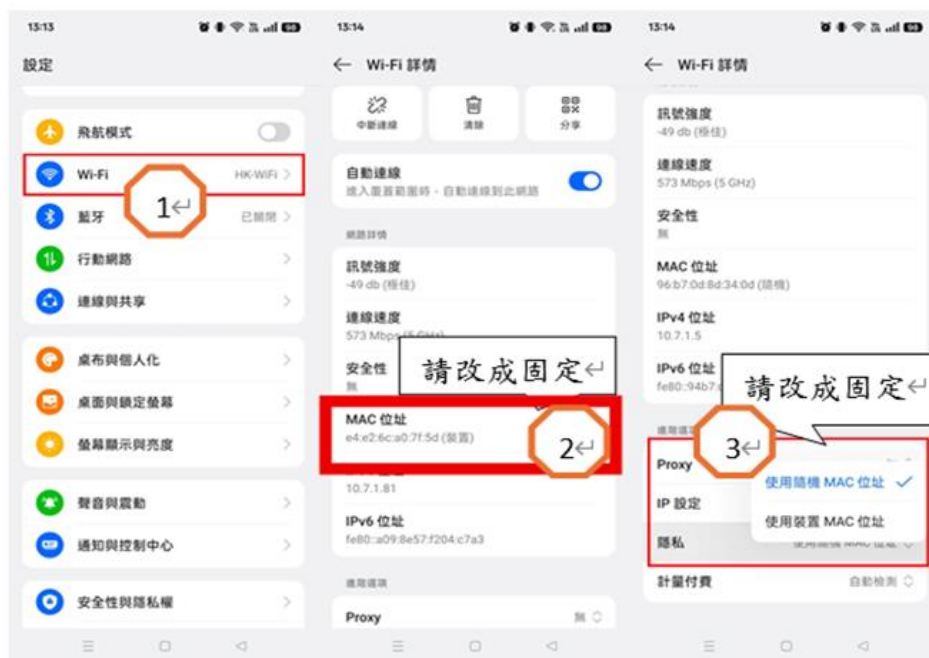 13:13
98
設定
飛航模式
Wi-Fi
HK-WiFi
1
藍牙
已關閉
行動網路
連線與共享
桌布與個人化
桌面與鎖定螢幕
螢幕顯示與亮度
聲音與震動
通知與控制中心
安全性與隱私權
13:14
98
Wi-Fi 詳情
中斷連線
清除
分享
自動連線
進入覆蓋範圍時，自動連線到此網路
網路詳情
訊號強度
-49 db (極佳)
連線速度
573 Mbps (5 GHz)
安全性
無
請改成固定
MAC 位址
e4:e2:6c:a0:7f:5d (裝置)
2
10.7.1.81
IPv6 位址
fe80::a09:8e57:f204:c7a3
進階選項
Proxy
無
13:14
98
Wi-Fi 詳情
訊號強度
-49 db (極佳)
連線速度
573 Mbps (5 GHz)
安全性
無
MAC 位址
96:b7:0d:8d:34:0d (隨機)
IPv4 位址
10.7.1.5
IPv6 位址
fe80::94b7:
請改成固定
3
Proxy
使用隨機 MAC 位址
IP 設定
使用裝置 MAC 位址
隱私
使用隨機 MAC 位址
計量付費
自動檢測